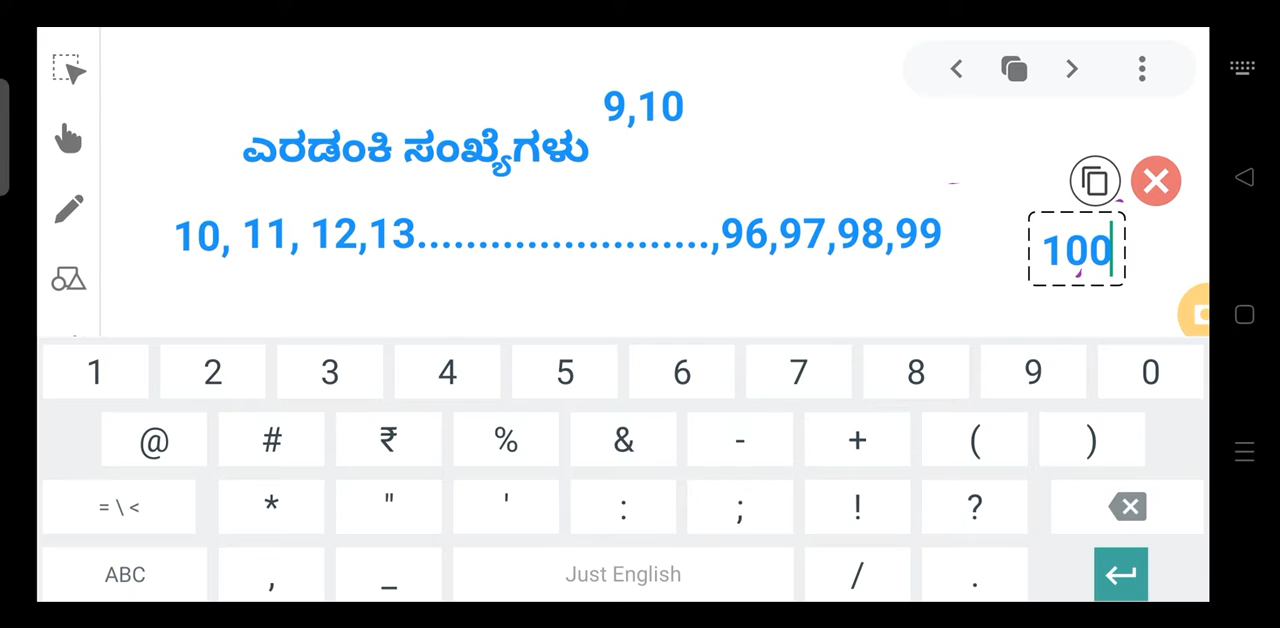 9,10
ಎರಡಂಕಿ ಸಂಖ್ಯೆಗಳು
10, 11, 12,13........................,96,97,98,99 100
1 2 3 4 5 6 7 8 9 0
@ # ₹ % & - + ( )
= \ < * " ' : ; ! ?
ABC , _ Just English / .